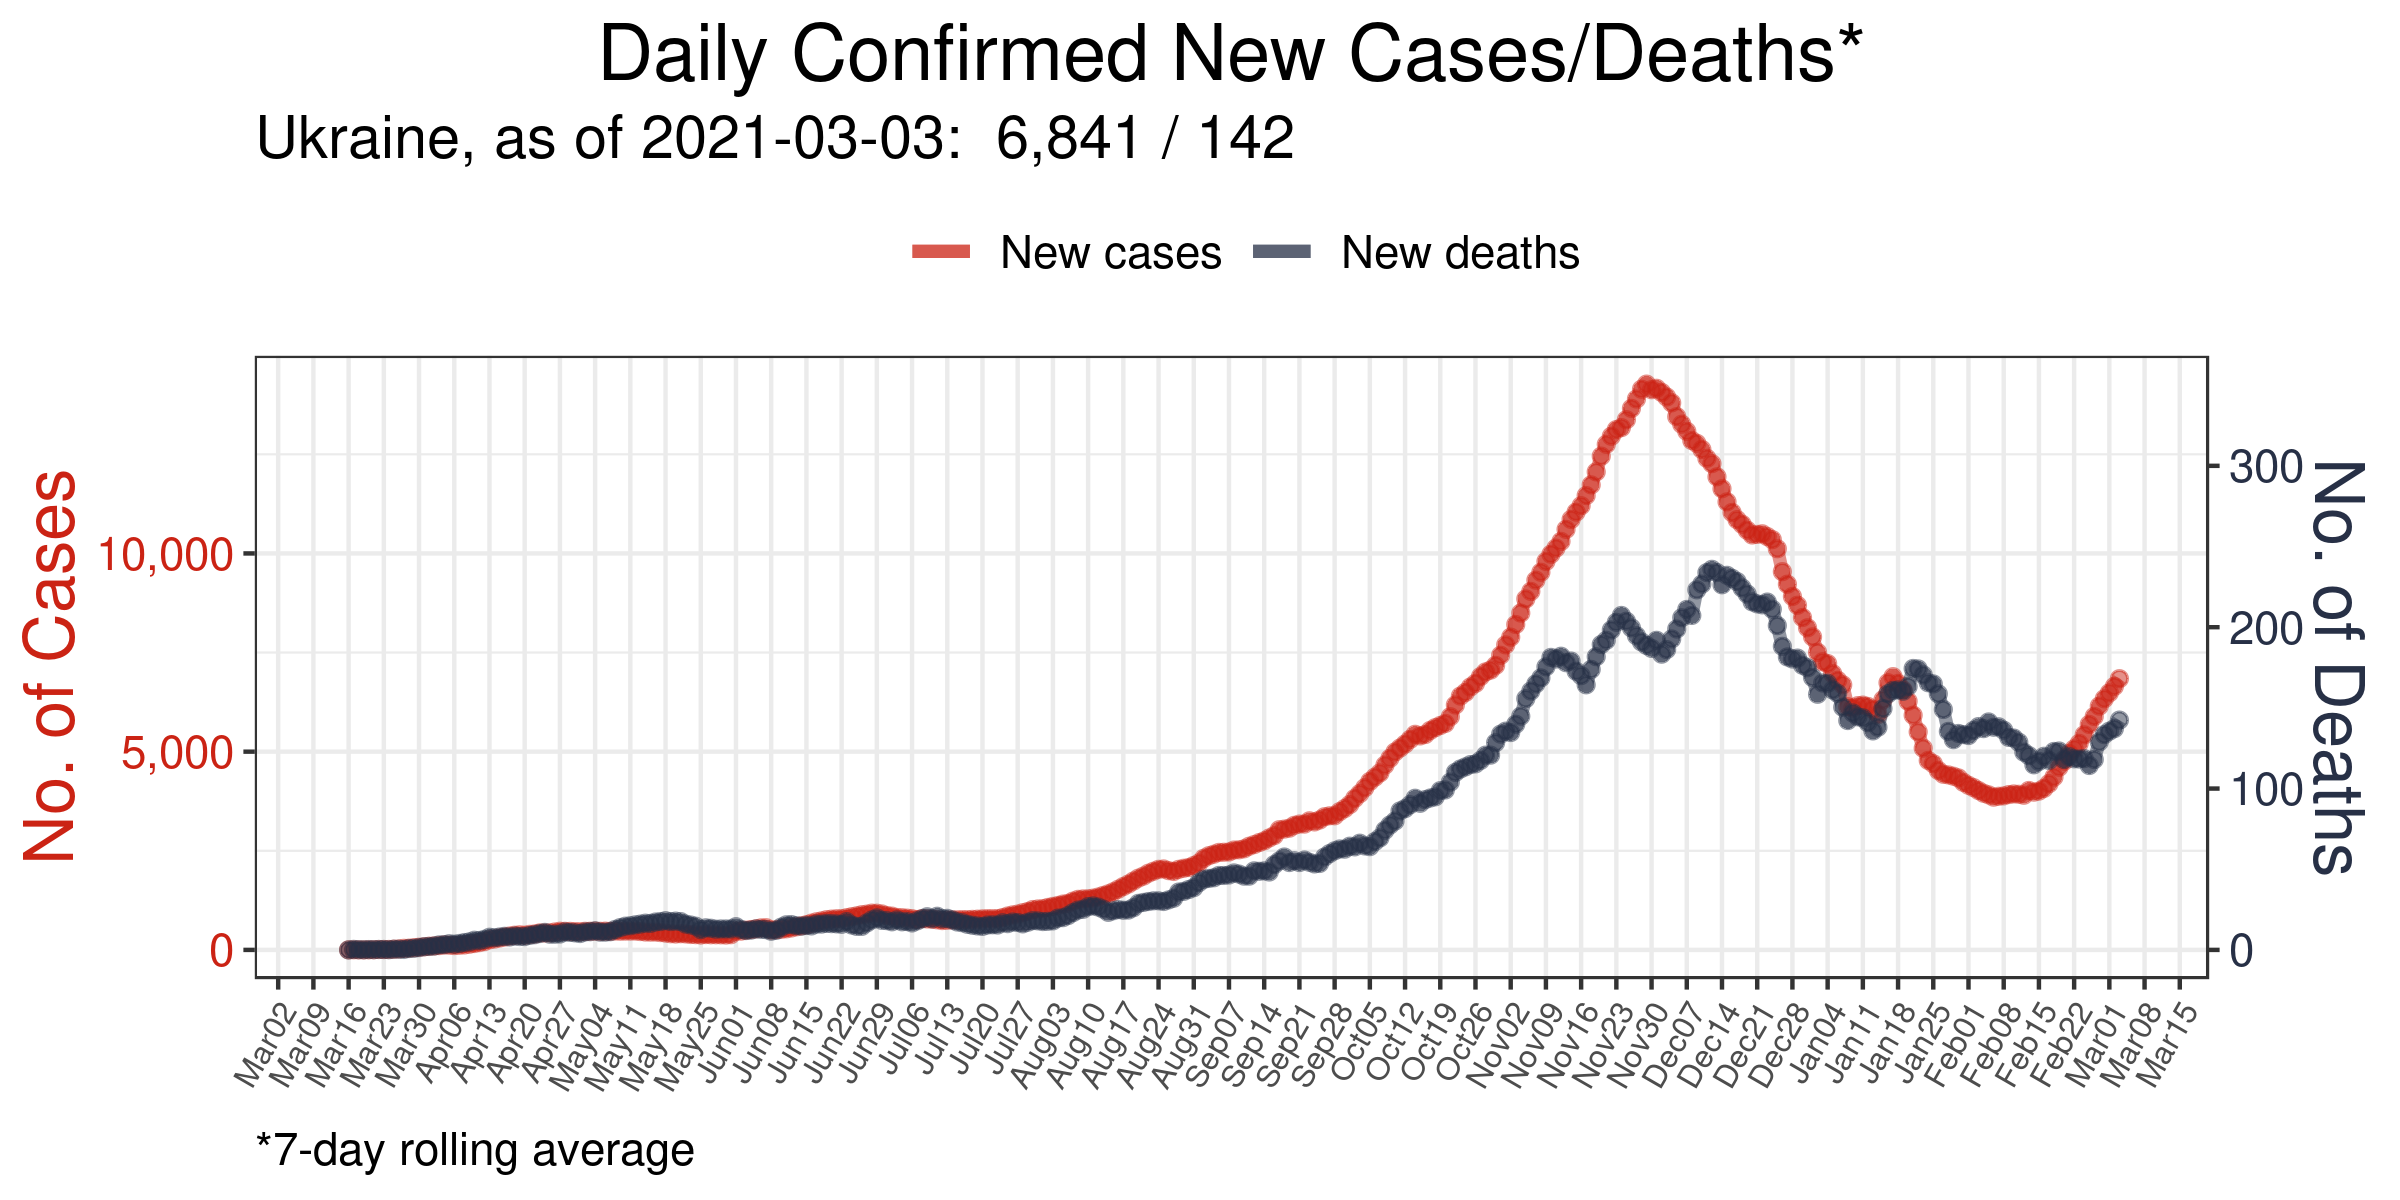 Daily Confirmed New Cases/Deaths*
Ukraine, as of 2021-03-03:  6,841 / 142
New cases
New deaths
No. of Cases
10,000
5,000
0
300
200
100
0
No. of Deaths
Mar02
Mar09
Mar16
Mar23
Mar30
Apr06
Apr13
Apr20
Apr27
May04
May11
May18
May25
Jun01
Jun08
Jun15
Jun22
Jun29
Jul06
Jul13
Jul20
Jul27
Aug03
Aug10
Aug17
Aug24
Aug31
Sep07
Sep14
Sep21
Sep28
Oct05
Oct12
Oct19
Oct26
Nov02
Nov09
Nov16
Nov23
Nov30
Dec07
Dec14
Dec21
Dec28
Jan04
Jan11
Jan18
Jan25
Feb01
Feb08
Feb15
Feb22
Mar01
Mar08
Mar15
*7-day rolling average